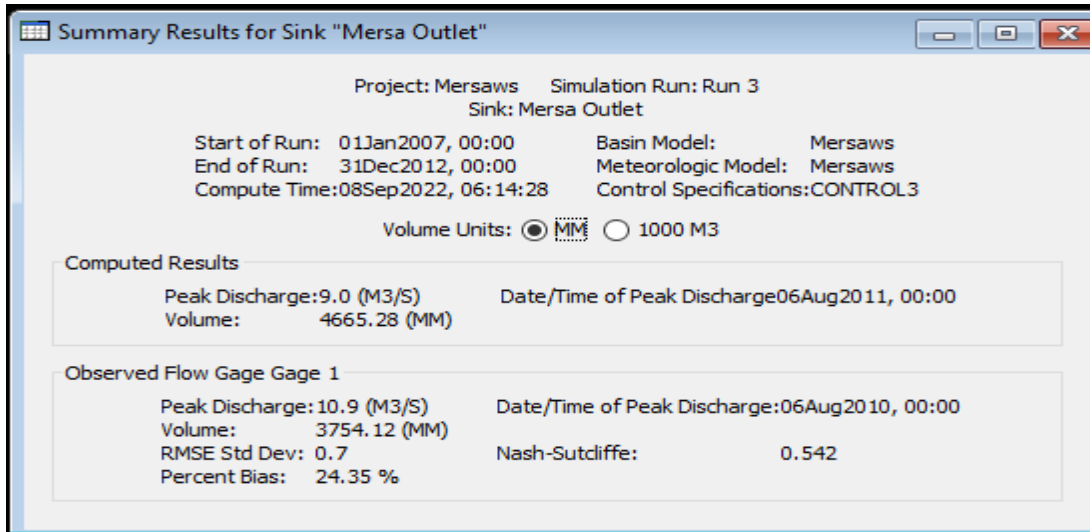 Summary Results for Sink "Mersa Outlet"
Project: Mersaws Simulation Run: Run 3
Sink: Mersa Outlet
Start of Run: 01Jan2007, 00:00 Basin Model: Mersaws
End of Run: 31Dec2012, 00:00 Meteorologic Model: Mersaws
Compute Time:08Sep2022, 06:14:28 Control Specifications:CONTROL3
Volume Units: MM 1000 M3
Computed Results
Peak Discharge:9.0 (M3/S) Date/Time of Peak Discharge06Aug2011, 00:00
Volume: 4665.28 (MM)
Observed Flow Gage Gage 1
Peak Discharge:10.9 (M3/S) Date/Time of Peak Discharge:06Aug2010, 00:00
Volume: 3754.12 (MM)
RMSE Std Dev: 0.7 Nash-Sutcliffe: 0.542
Percent Bias: 24.35 %